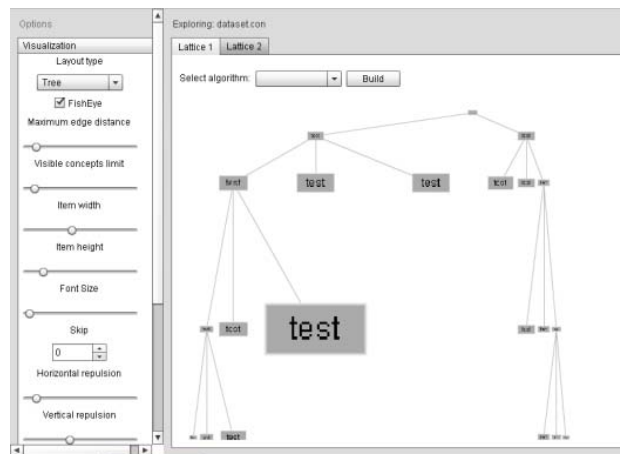 Options
Visualization
Layout type
Tree
FishEye
Maximum edge distance
Visible concepts limit
Item width
Item height
Font Size
Skip
0
Horizontal repulsion
Vertical repulsion
Exploring: dataset.con
Lattice 1
Lattice 2
Select algorithm:
Build
test
test
test
test
test
test
test
test